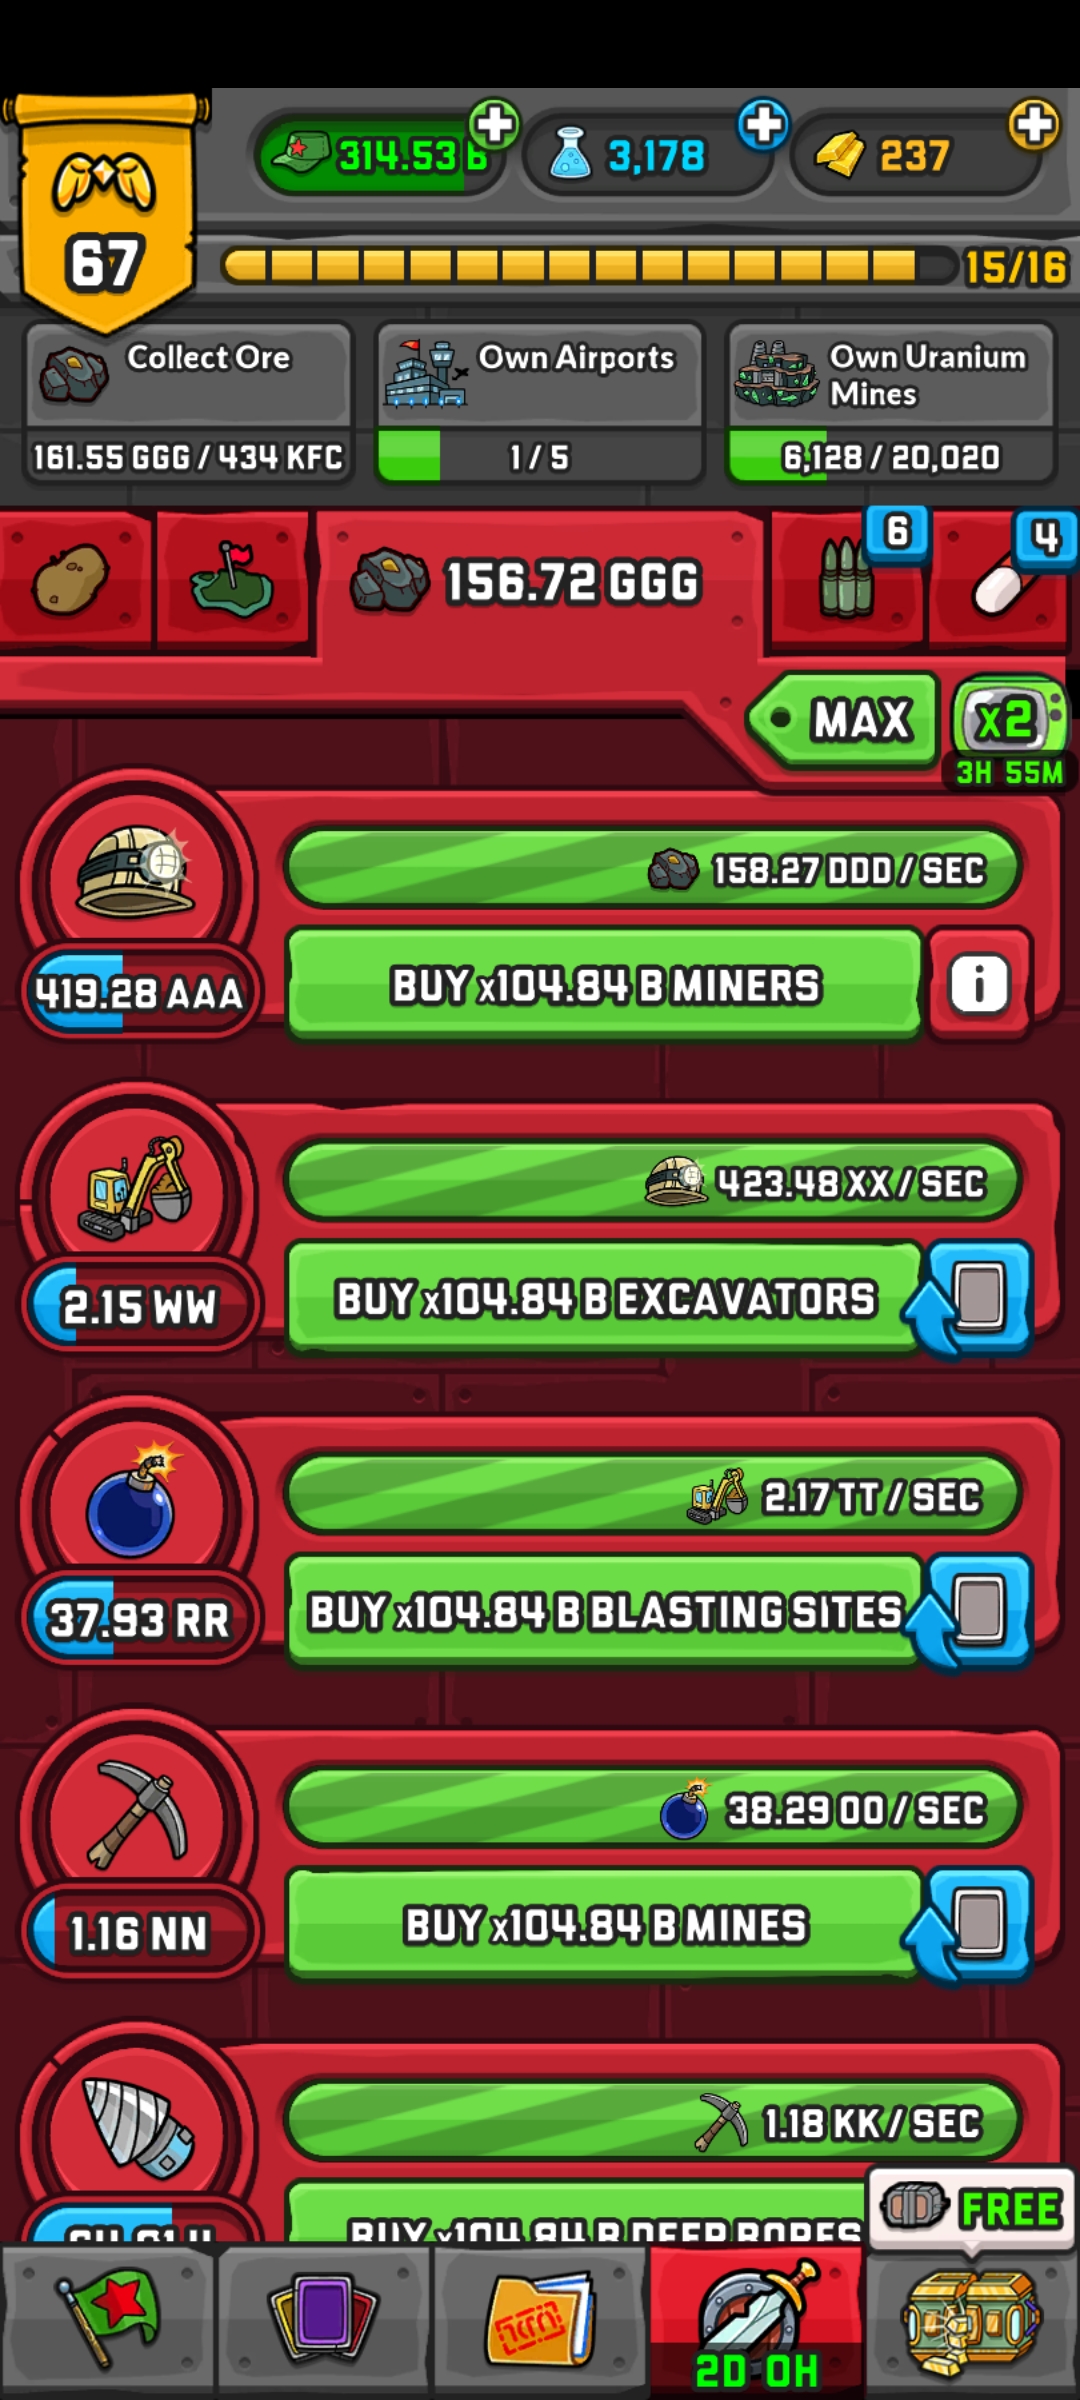 314.53 B
3,178
237
67
15/16
Collect Ore
161.55 GGG / 434 KFC
Own Airports
1 / 5
Own Uranium
Mines
6,128 / 20,020
156.72 GGG
6
4
MAX
x2
3H 55M
158.27 DDD / SEC
419.28 AAA
BUY x104.84 B MINERS
i
423.48 XX / SEC
2.15 WW
BUY x104.84 B EXCAVATORS
2.17 TT / SEC
37.93 RR
BUY x104.84 B BLASTING SITES
38.29 OO / SEC
1.16 NN
BUY x104.84 B MINES
1.18 KK / SEC
BUY x104.84 B DEEP BORES
FREE
2D 0H